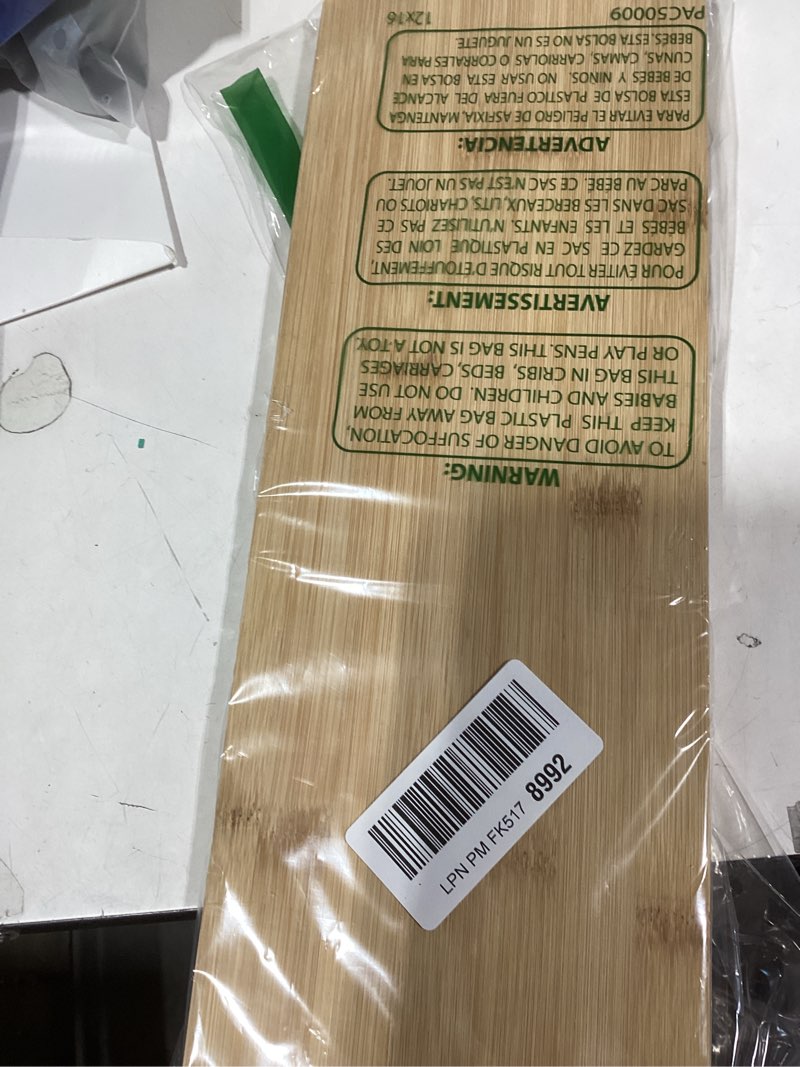 WARNING:
TO AVOID DANGER OF SUFFOCATION,
KEEP THIS PLASTIC BAG AWAY FROM
BABIES AND CHILDREN. DO NOT USE
THIS BAG IN CRIBS, BEDS, CARRIAGES
OR PLAY PENS. THIS BAG IS NOT A TOY.
AVERTISSEMENT:
POUR ÉVITER TOUT RISQUE D'ÉTOUFFEMENT,
GARDEZ CE SAC EN PLASTIQUE LOIN DES
BÉBÉS ET LES ENFANTS. N'UTILISEZ PAS CE
SAC DANS LES BERCEAUX, LITS, CHARIOTS OU
PARC AU BÉBÉ. CE SAC N'EST PAS UN JOUET.
ADVERTENCIA:
PARA EVITAR EL PELIGRO DE ASFIXIA, MANTENGA
ESTA BOLSA DE PLASTICO FUERA DEL ALCANCE
DE BEBES Y NINOS. NO USAR ESTA BOLSA EN
CUNAS, CAMAS, CARRIOLAS O CORRALES PARA
BEBES. ESTA BOLSA NO ES UN JUGUETE.
PAC50009 12x16
LPN PM FK517 8992